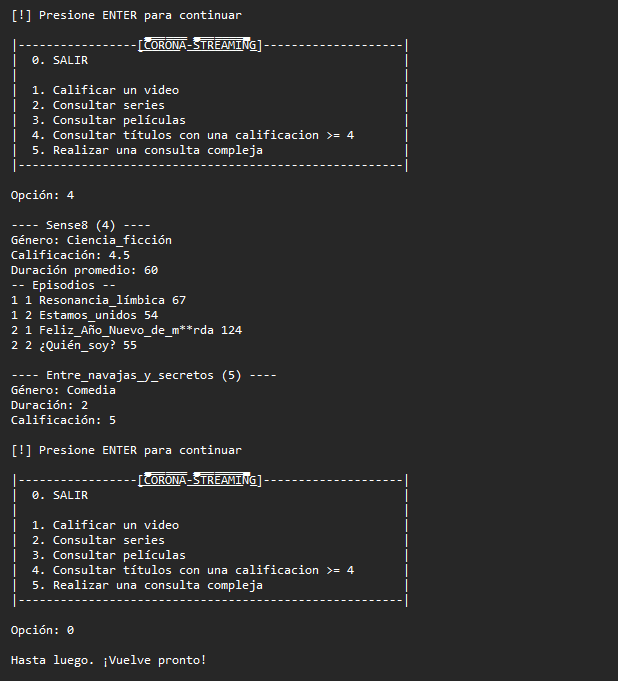 [!] Presione ENTER para continuar
|-----------------[CORONA-STREAMING]--------------------|
| 0. SALIR |
| |
| 1. Calificar un video |
| 2. Consultar series |
| 3. Consultar películas |
| 4. Consultar títulos con una calificacion >= 4 |
| 5. Realizar una consulta compleja |
|-------------------------------------------------------|
Opción: 4
---- Sense8 (4) ----
Género: Ciencia_ficción
Calificación: 4.5
Duración promedio: 60
-- Episodios --
1 1 Resonancia_límbica 67
1 2 Estamos_unidos 54
2 1 Feliz_Año_Nuevo_de_m**rda 124
2 2 ¿Quién_soy? 55
---- Entre_navajas_y_secretos (5) ----
Género: Comedia
Duración: 2
Calificación: 5
[!] Presione ENTER para continuar
|-----------------[CORONA-STREAMING]--------------------|
| 0. SALIR |
| |
| 1. Calificar un video |
| 2. Consultar series |
| 3. Consultar películas |
| 4. Consultar títulos con una calificacion >= 4 |
| 5. Realizar una consulta compleja |
|-------------------------------------------------------|
Opción: 0
Hasta luego. ¡Vuelve pronto!